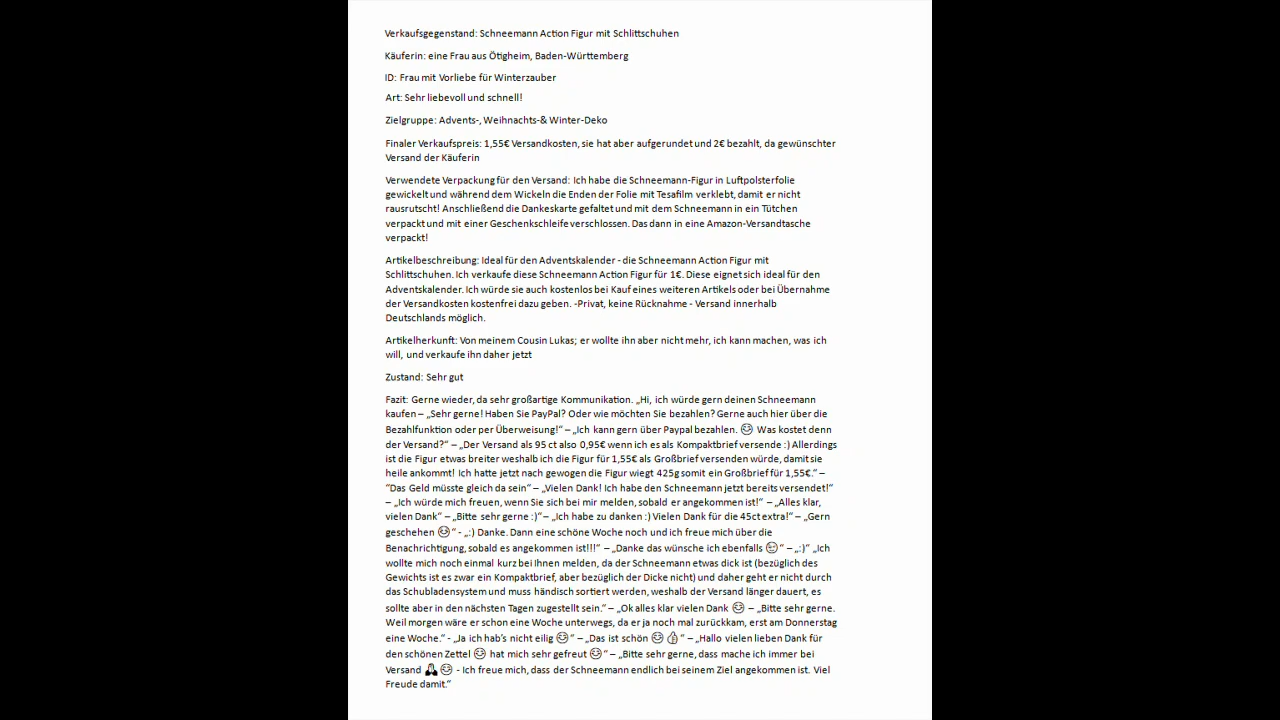 Verkaufsgegenstand: Schneemann Action Figur mit Schlittschuhen
Käuferin: eine Frau aus Ötigheim, Baden-Württemberg
ID: Frau mit Vorliebe für Winterzauber
Art: Sehr liebevoll und schnell!
Zielgruppe: Advents-, Weihnachts-& Winter-Deko
Finaler Verkaufspreis: 1,55€ Versandkosten, sie hat aber aufgerundet und 2€ bezahlt, da gewünschter
Versand der Käuferin
Verwendete Verpackung für den Versand: Ich habe die Schneemann-Figur in Luftpolsterfolie
gewickelt und während dem Wickeln die Enden der Folie mit Tesafilm verklebt, damit er nicht
rausrutscht! Anschließend die Dankeskarte gefaltet und mit dem Schneemann in ein Tütchen
verpackt und mit einer Geschenkschleife verschlossen. Das dann in eine Amazon-Versandtasche
verpackt!
Artikelbeschreibung: Ideal für den Adventskalender - die Schneemann Action Figur mit
Schlittschuhen. Ich verkaufe diese Schneemann Action Figur für 1€. Diese eignet sich ideal für den
Adventskalender. Ich würde sie auch kostenlos bei Kauf eines weiteren Artikels oder bei Übernahme
der Versandkosten kostenfrei dazu geben. -Privat, keine Rücknahme - Versand innerhalb
Deutschlands möglich.
Artikelherkunft: Von meinem Cousin Lukas; er wollte ihn aber nicht mehr, ich kann machen, was ich
will, und verkaufe ihn daher jetzt
Zustand: Sehr gut
Fazit: Gerne wieder, da sehr großartige Kommunikation. „Hi, ich würde gern deinen Schneemann
kaufen – „Sehr gerne! Haben Sie PayPal? Oder wie möchten Sie bezahlen? Gerne auch hier über die
Bezahlfunktion oder per Überweisung!“ – „Ich kann gern über Paypal bezahlen. 😊 Was kostet denn
der Versand?“ – „Der Versand als 95 ct also 0,95€ wenn ich es als Kompaktbrief versende :) Allerdings
ist die Figur etwas breiter weshalb ich die Figur für 1,55€ als Großbrief versenden würde, damit sie
heile ankommt! Ich hatte jetzt nach gewogen die Figur wiegt 425g somit ein Großbrief für 1,55€.“ –
“Das Geld müsste gleich da sein“ – „Vielen Dank! Ich habe den Schneemann jetzt bereits versendet!“
– „Ich würde mich freuen, wenn Sie sich bei mir melden, sobald er angekommen ist!“ – „Alles klar,
vielen Dank“ – „Bitte sehr gerne :)“ – „Ich habe zu danken :) Vielen Dank für die 45ct extra!“ – „Gern
geschehen 😊“ - „:) Danke. Dann eine schöne Woche noch und ich freue mich über die
Benachrichtigung, sobald es angekommen ist!!!“ – „Danke das wünsche ich ebenfalls 😊“ – „:)“ „Ich
wollte mich noch einmal kurz bei Ihnen melden, da der Schneemann etwas dick ist (bezüglich des
Gewichts ist es zwar ein Kompaktbrief, aber bezüglich der Dicke nicht) und daher geht er nicht durch
das Schubladensystem und muss händisch sortiert werden, weshalb der Versand länger dauert, es
sollte aber in den nächsten Tagen zugestellt sein.“ – „Ok alles klar vielen Dank 😊 – „Bitte sehr gerne.
Weil morgen wäre er schon eine Woche unterwegs, da er ja noch mal zurückkam, erst am Donnerstag
eine Woche.“ - „Ja ich hab’s nicht eilig 😊“ – „Das ist schön 😊 👍 “ – „Hallo vielen lieben Dank für
den schönen Zettel 😊 hat mich sehr gefreut 😊“ – „Bitte sehr gerne, dass mache ich immer bei
Versand 🙏😊 - Ich freue mich, dass der Schneemann endlich bei seinem Ziel angekommen ist. Viel
Freude damit.“